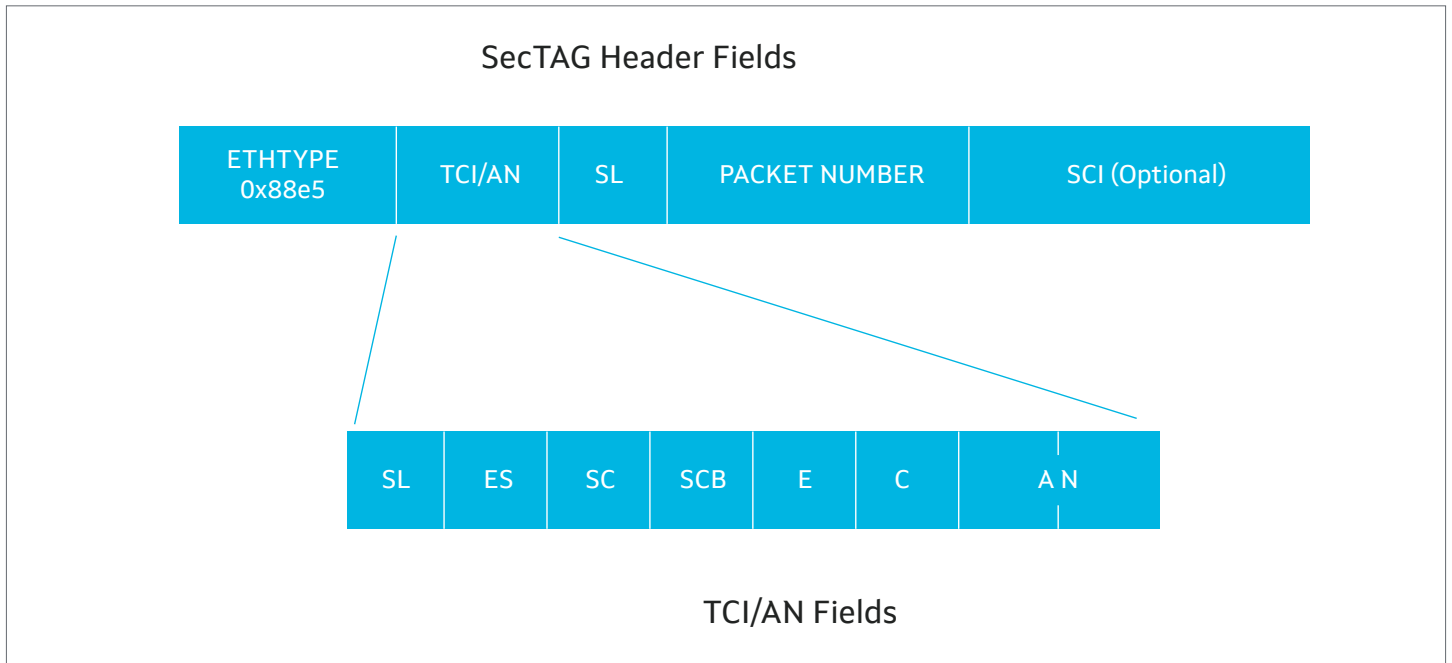 SecTAG Header Fields
ETHTYPE
0x88e5
TCI/AN
SL
PACKET NUMBER
SCI (Optional)
SL
ES
SC
SCB
E
C
A N
TCI/AN Fields